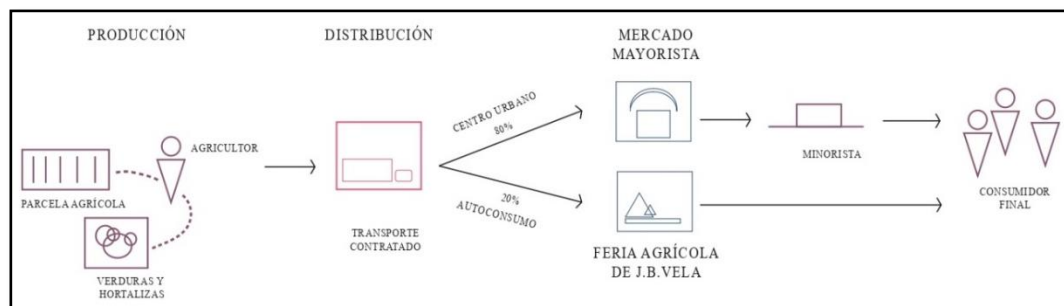 PRODUCCIÓN
DISTRIBUCIÓN
MERCADO
MAYORISTA
CENTRO URBANO
80%
AGRICULTOR
PARCELA AGRÍCOLA
VERDURAS Y
HORTALIZAS
TRANSPORTE
CONTRATADO
20%
AUTOCONSUMO
MINORISTA
FERIA AGRÍCOLA
DE J.B.VELA
CONSUMIDOR
FINAL